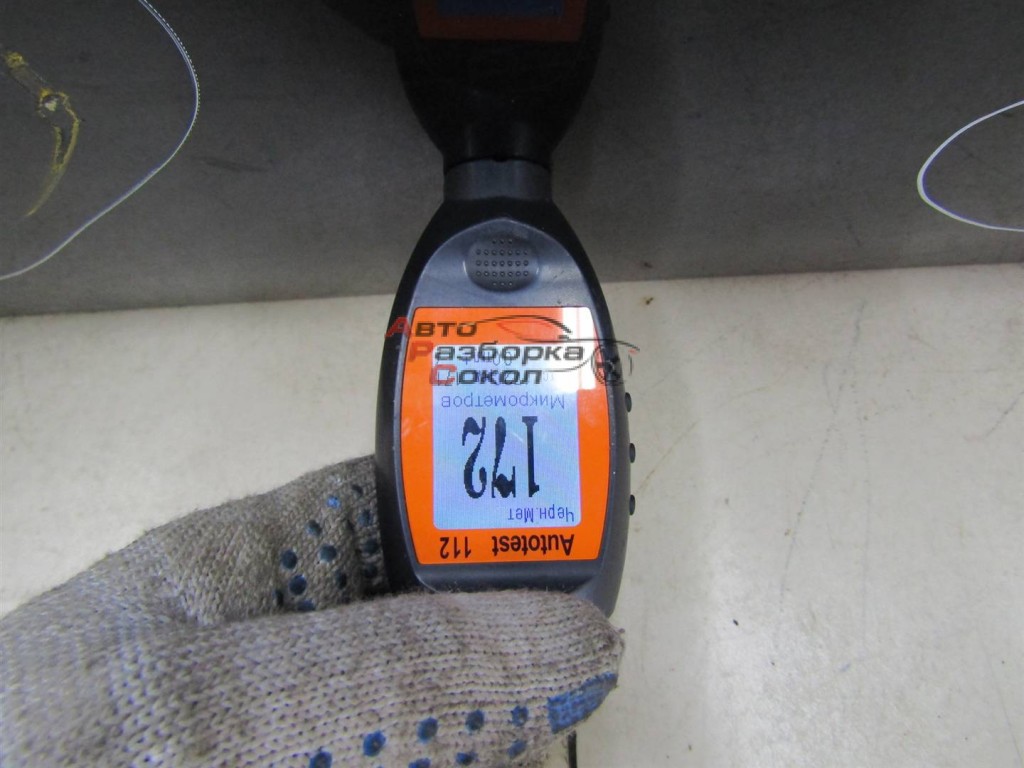 Авто
Разборка
Сокол
Autotest 112
Черн.Мет
172
Микрометров